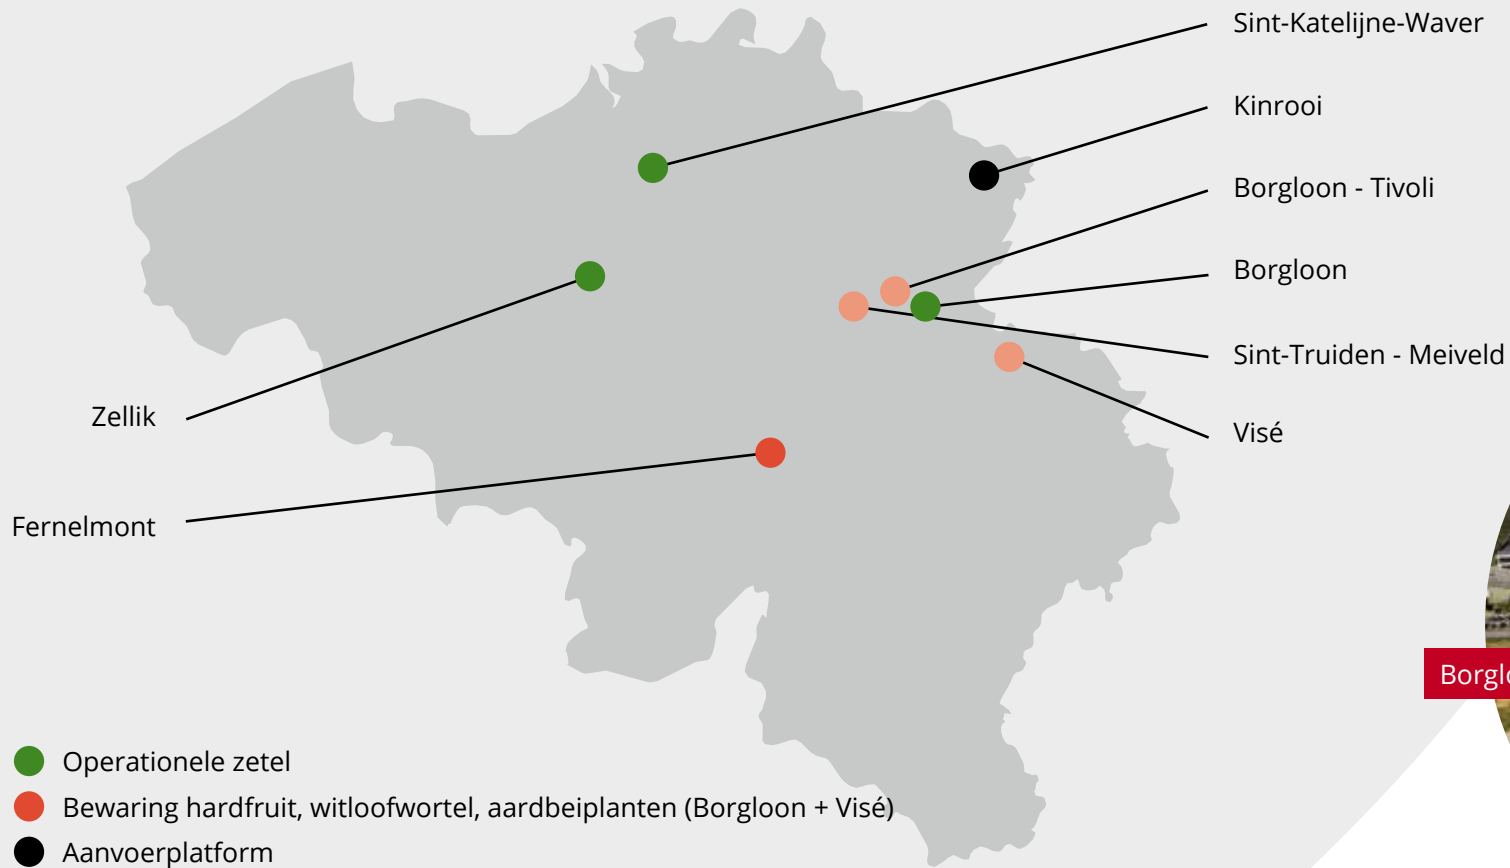 Sint-Katelijne-Waver
Kinrooi
Borgloon - Tivoli
Borgloon
Sint-Truiden - Meiveld
Visé
Zellik
Fernelmont
Operationele zetel
Bewaring hardfruit, witloofwortel, aardbeiplanten (Borgloon + Visé)
Aanvoerplatform